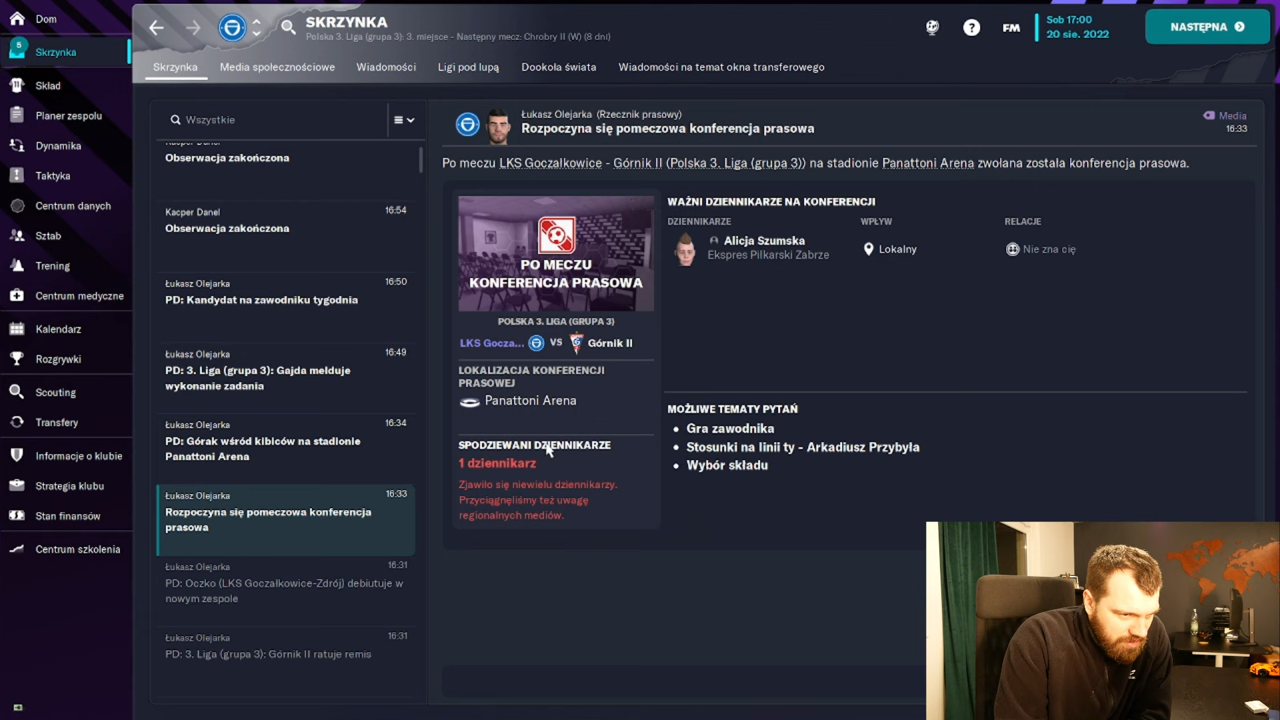 Dom
5
Skrzynka
Skład
Planer zespołu
Dynamika
Taktyka
Centrum danych
Sztab
Trening
Centrum medyczne
Kalendarz
Rozgrywki
Scouting
Transfery
Informacje o klubie
Strategia klubu
Stan finansów
Centrum szkolenia
SKRZYNKA
Polska 3. Liga (grupa 3): 3. miejsce - Następny mecz: Chrobry II (W) (8 dni)
?
FM
Sob 17:00
20 sie. 2022
NASTĘPNA
Skrzynka
Media społecznościowe
Wiadomości
Ligi pod lupą
Dookoła świata
Wiadomości na temat okna transferowego
Wszystkie
Kasper Danel
Obserwacja zakończona
Kacper Danel 16:54
Obserwacja zakończona
Łukasz Olejarka 16:50
PD: Kandydat na zawodniku tygodnia
Łukasz Olejarka 16:49
PD: 3. Liga (grupa 3): Gajda melduje
wykonanie zadania
Łukasz Olejarka 16:34
PD: Górak wśród kibiców na stadionie
Panattoni Arena
Łukasz Olejarka 16:33
Rozpoczyna się pomeczowa konferencja
prasowa
Łukasz Olejarka 16:31
PD: Oczko (LKS Goczałkowice-Zdrój) debiutuje w
nowym zespole
Łukasz Olejarka 16:31
PD: 3. Liga (grupa 3): Górnik II ratuje remis
Łukasz Olejarka (Rzecznik prasowy)
Rozpoczyna się pomeczowa konferencja prasowa
Media
16:33
Po meczu LKS Goczałkowice - Górnik II (Polska 3. Liga (grupa 3)) na stadionie Panattoni Arena zwołana została konferencja prasowa.
PO MECZU
KONFERENCJA PRASOWA
POLSKA 3. LIGA (GRUPA 3)
LKS Gocza... VS Górnik II
LOKALIZACJA KONFERENCJI
PRASOWEJ
Panattoni Arena
SPODZIEWANI DZIENNIKARZE
1 dziennikarz
Zjawiło się niewielu dziennikarzy.
Przyciągnęliśmy też uwagę
regionalnych mediów.
WAŻNI DZIENNIKARZE NA KONFERENCJI
DZIENNIKARZE WPŁYW RELACJE
Alicja Szumska
Ekspres Piłkarski Zabrze
Lokalny
Nie zna cię
MOŻLIWE TEMATY PYTAŃ
Gra zawodnika
Stosunki na linii ty - Arkadiusz Przybyła
Wybór składu